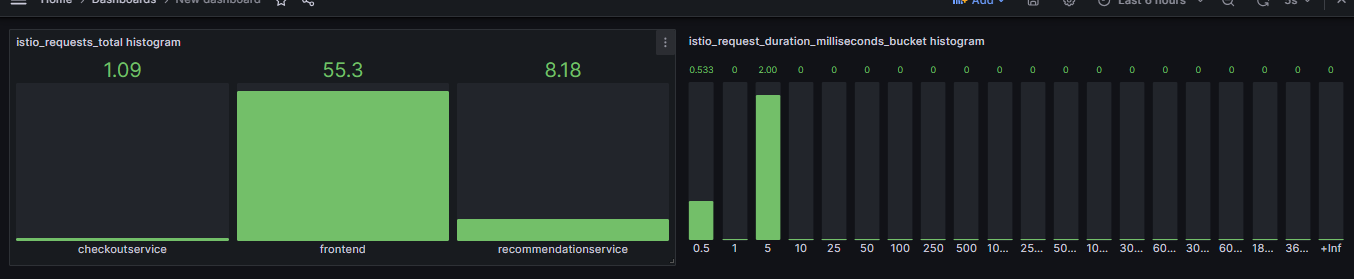 Home > Dashboards > New dashboard
Add
Last 6 hours
5s
istio_requests_total histogram
1.09 55.3 8.18
checkoutservice frontend recommendationservice
istio_request_duration_milliseconds_bucket histogram
0.533 0 2.00 0 0 0 0 0 0 0 0 0 0 0 0 0 0 0 0 0
0.5 1 5 10 25 50 100 250 500 10... 25... 50... 10... 30... 60... 30... 60... 18... 36... +Inf